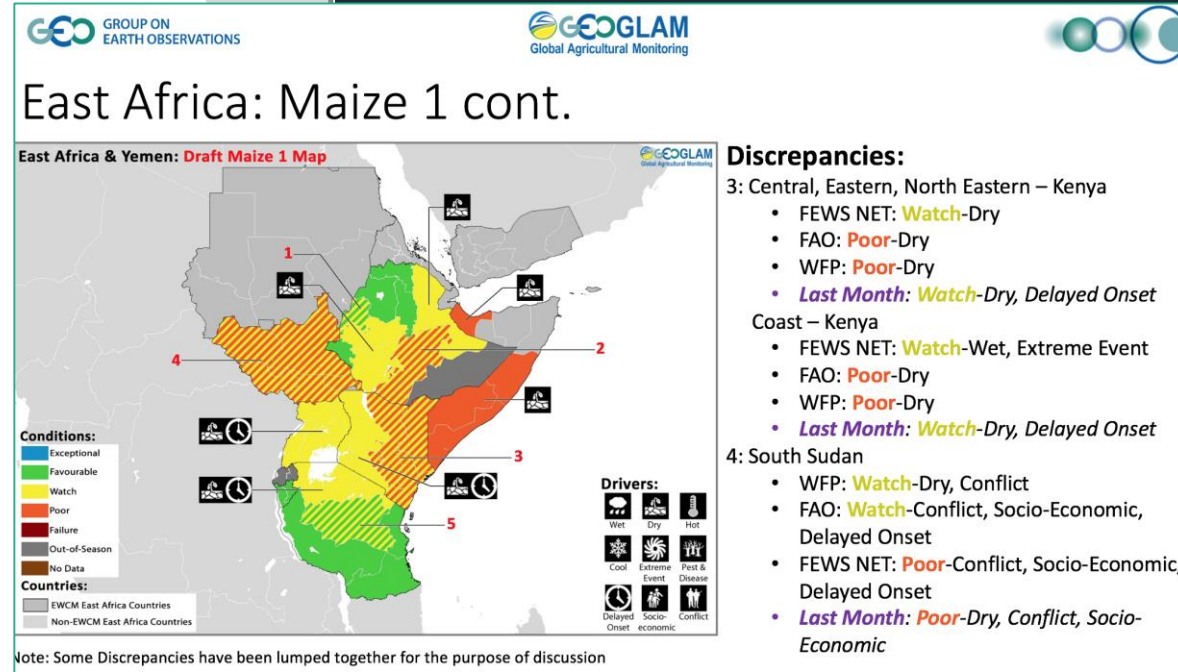 GEO GROUP ON
EARTH OBSERVATIONS
GEOGLAM
Global Agricultural Monitoring
East Africa: Maize 1 cont.
East Africa & Yemen: Draft Maize 1 Map
GEOGLAM
Global Agricultural Monitoring
1
2
3
4
5
Conditions:
Exceptional
Favourable
Watch
Poor
Failure
Out-of-Season
No Data
Countries:
EWCM East Africa Countries
Non-EWCM East Africa Countries
Drivers:
Wet
Dry
Hot
Cool
Extreme
Event
Pest &
Disease
Delayed
Onset
Socio-
economic
Conflict
Note: Some Discrepancies have been lumped together for the purpose of discussion
Discrepancies:
3: Central, Eastern, North Eastern – Kenya
• FEWS NET: Watch-Dry
• FAO: Poor-Dry
• WFP: Poor-Dry
• Last Month: Watch-Dry, Delayed Onset
Coast – Kenya
• FEWS NET: Watch-Wet, Extreme Event
• FAO: Poor-Dry
• WFP: Poor-Dry
• Last Month: Watch-Dry, Delayed Onset
4: South Sudan
• WFP: Watch-Dry, Conflict
• FAO: Watch-Conflict, Socio-Economic,
Delayed Onset
• FEWS NET: Poor-Conflict, Socio-Economic,
Delayed Onset
• Last Month: Poor-Dry, Conflict, Socio-
Economic